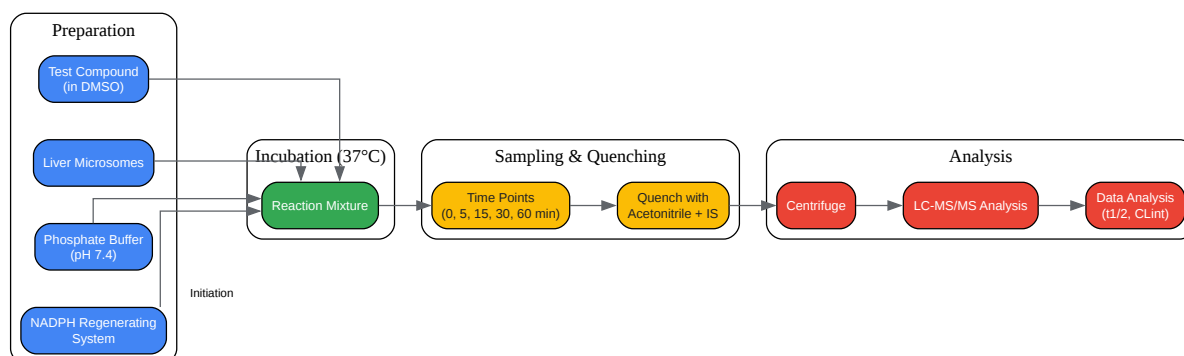 Preparation
Test Compound
(in DMSO)
Liver Microsomes
Phosphate Buffer
(pH 7.4)
NADPH Regenerating
System
Initiation
Incubation (37°C)
Reaction Mixture
Sampling & Quenching
Time Points
(0, 5, 15, 30, 60 min)
Quench with
Acetonitrile + IS
Analysis
Centrifuge
LC-MS/MS Analysis
Data Analysis
(t1/2, CLint)